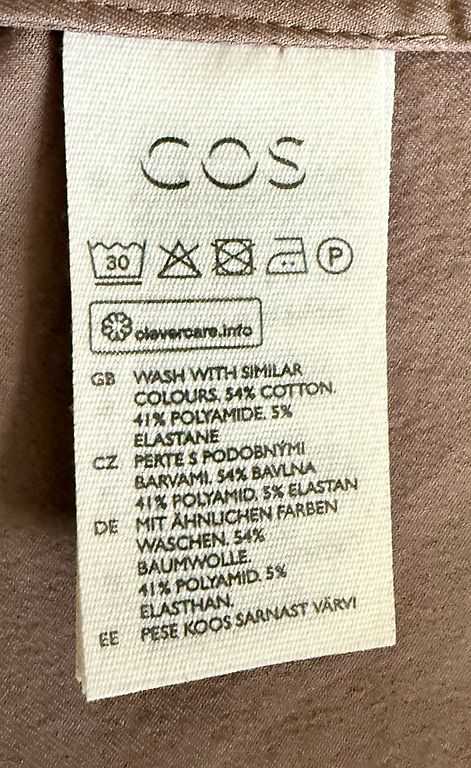 COS
30
P
clevercare.info
GB WASH WITH SIMILAR
COLOURS. 54% COTTON.
41% POLYAMIDE. 5%
ELASTANE
CZ PERTE S PODOBNÝMI
BARVAMI. 54% BAVLNA
41% POLYAMID. 5% ELASTAN
DE MIT ÄHNLICHEN FARBEN
WASCHEN. 54%
BAUMWOLLE.
41% POLYAMID. 5%
ELASTHAN.
EE PESE KOOS SARNAST VÄRVI